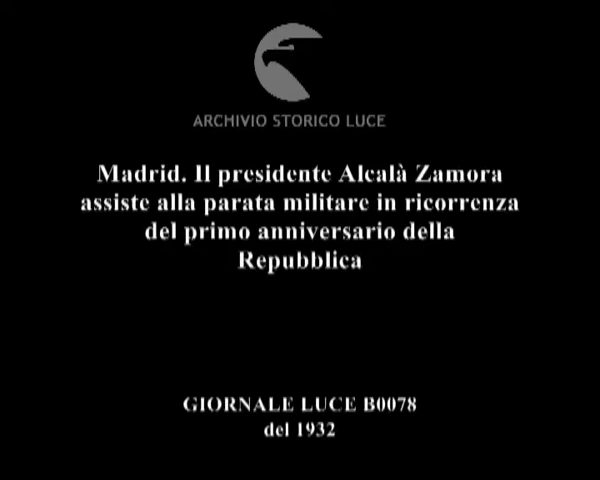 ARCHIVIO STORICO LUCE
Madrid. Il presidente Alcalà Zamora
assiste alla parata militare in ricorrenza
del primo anniversario della
Repubblica
GIORNALE LUCE B0078
del 1932